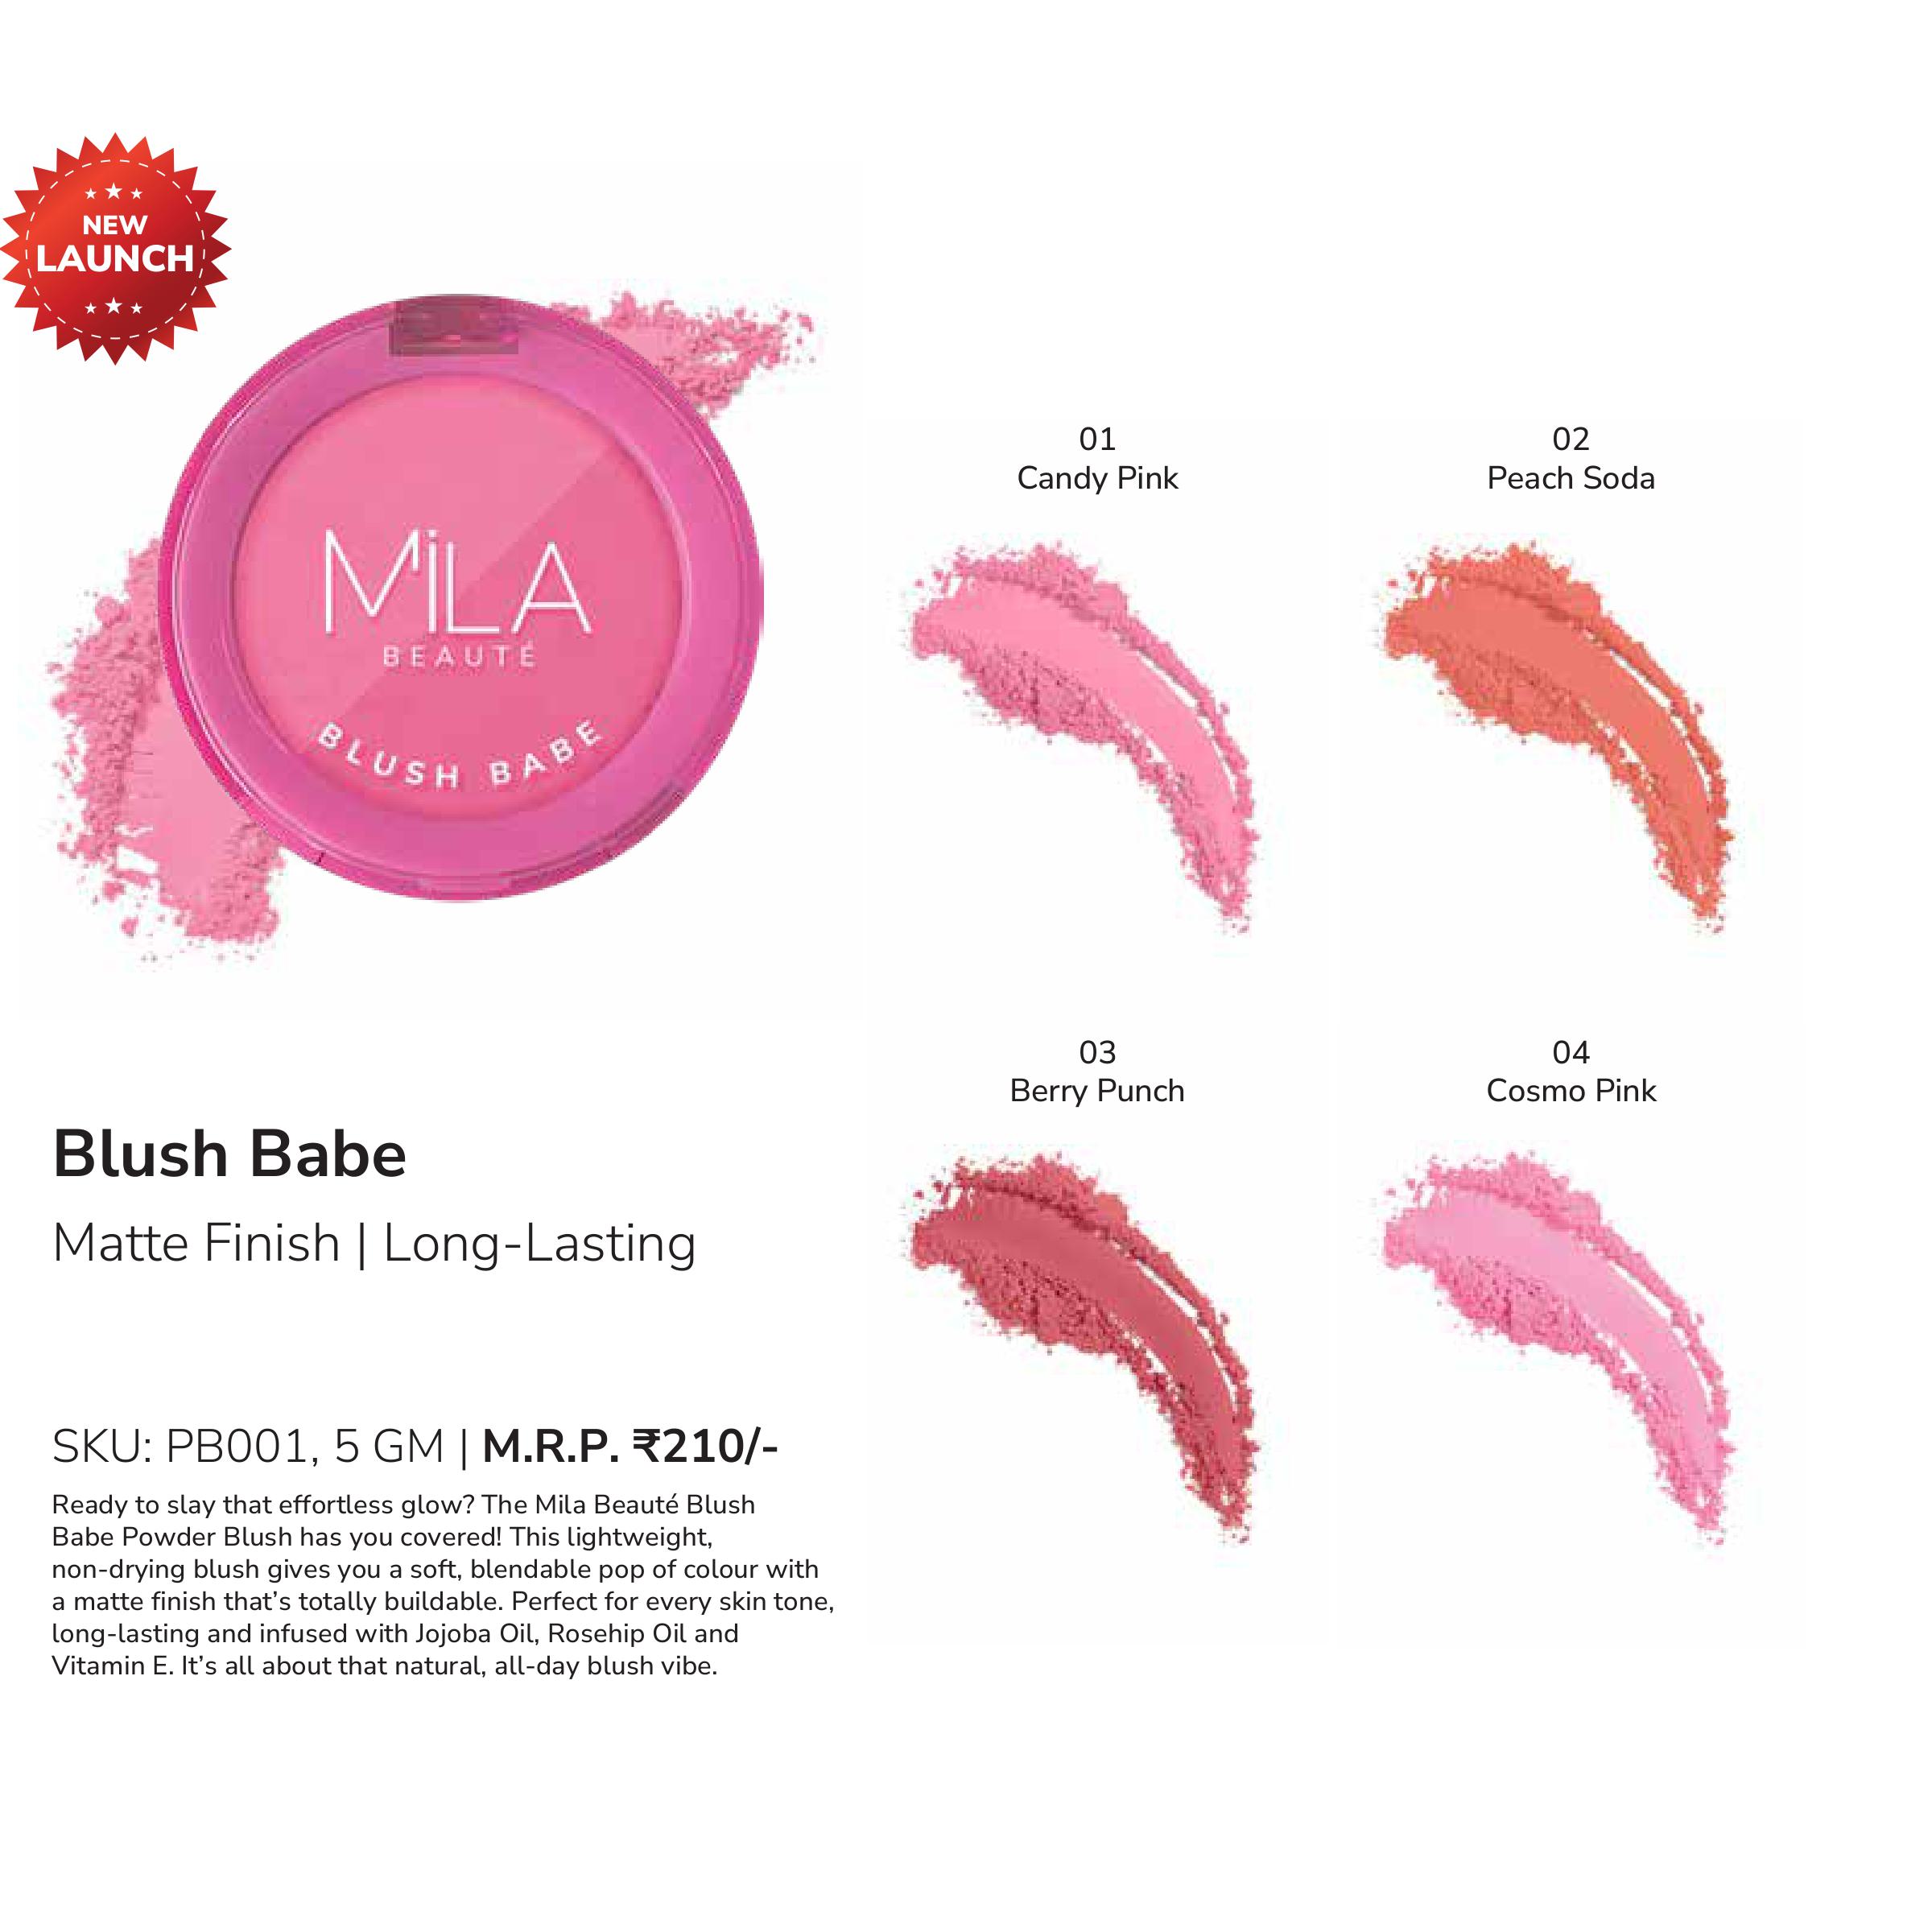 NEW
LAUNCH
MiLA
BEAUTÉ
BLUSH BABE
01
Candy Pink
02
Peach Soda
03
Berry Punch
04
Cosmo Pink
Blush Babe
Matte Finish | Long-Lasting
SKU: PB001, 5 GM | M.R.P. ₹210/-
Ready to slay that effortless glow? The Mila Beauté Blush
Babe Powder Blush has you covered! This lightweight,
non-drying blush gives you a soft, blendable pop of colour with
a matte finish that’s totally buildable. Perfect for every skin tone,
long-lasting and infused with Jojoba Oil, Rosehip Oil and
Vitamin E. It’s all about that natural, all-day blush vibe.